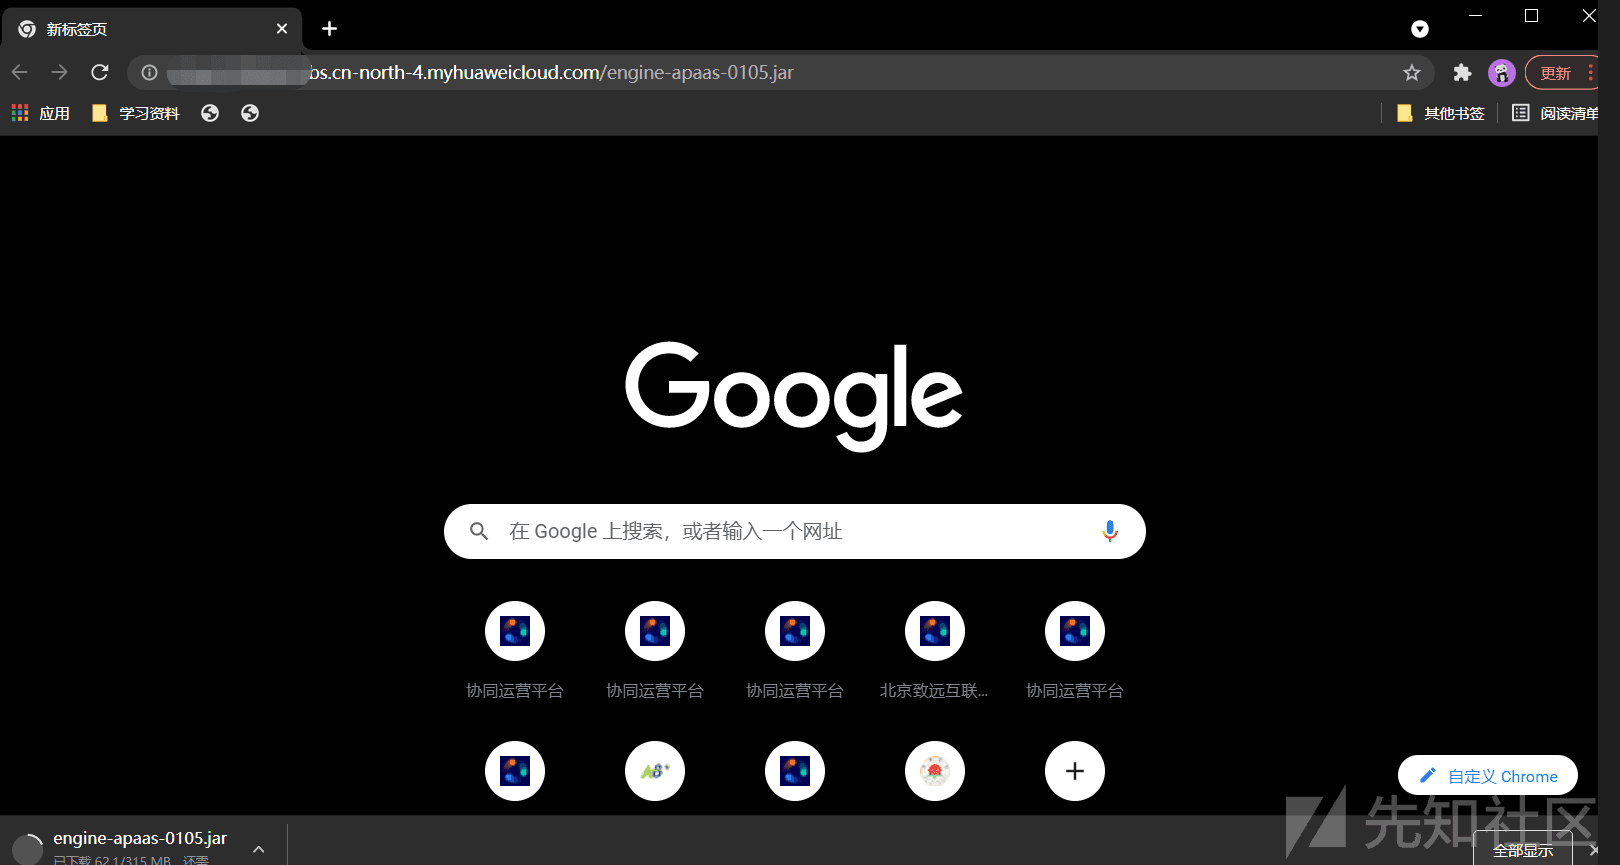 新标签页
bs.cn-north-4.myhuaweicloud.com/engine-apaas-0105.jar
更新
应用
学习资料
其他书签
阅读清单
Google
在 Google 上搜索，或者输入一个网址
协同运营平台
协同运营平台
协同运营平台
北京致远互联...
协同运营平台
A8+
自定义 Chrome
先知社区
engine-apaas-0105.jar
已下载 62.1/315 MB，还需
全部显示